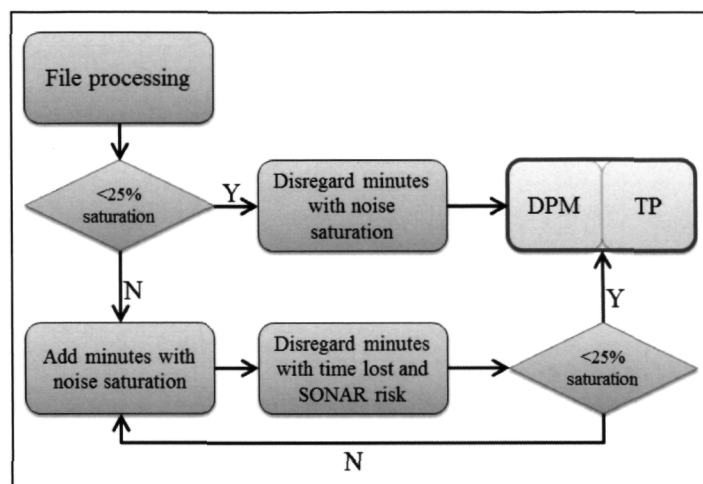 File processing
<25%
saturation
Y
Disregard minutes
with noise
saturation
DPM
TP
N
Add minutes with
noise saturation
Disregard minutes
with time lost and
SONAR risk
<25%
saturation
Y
N